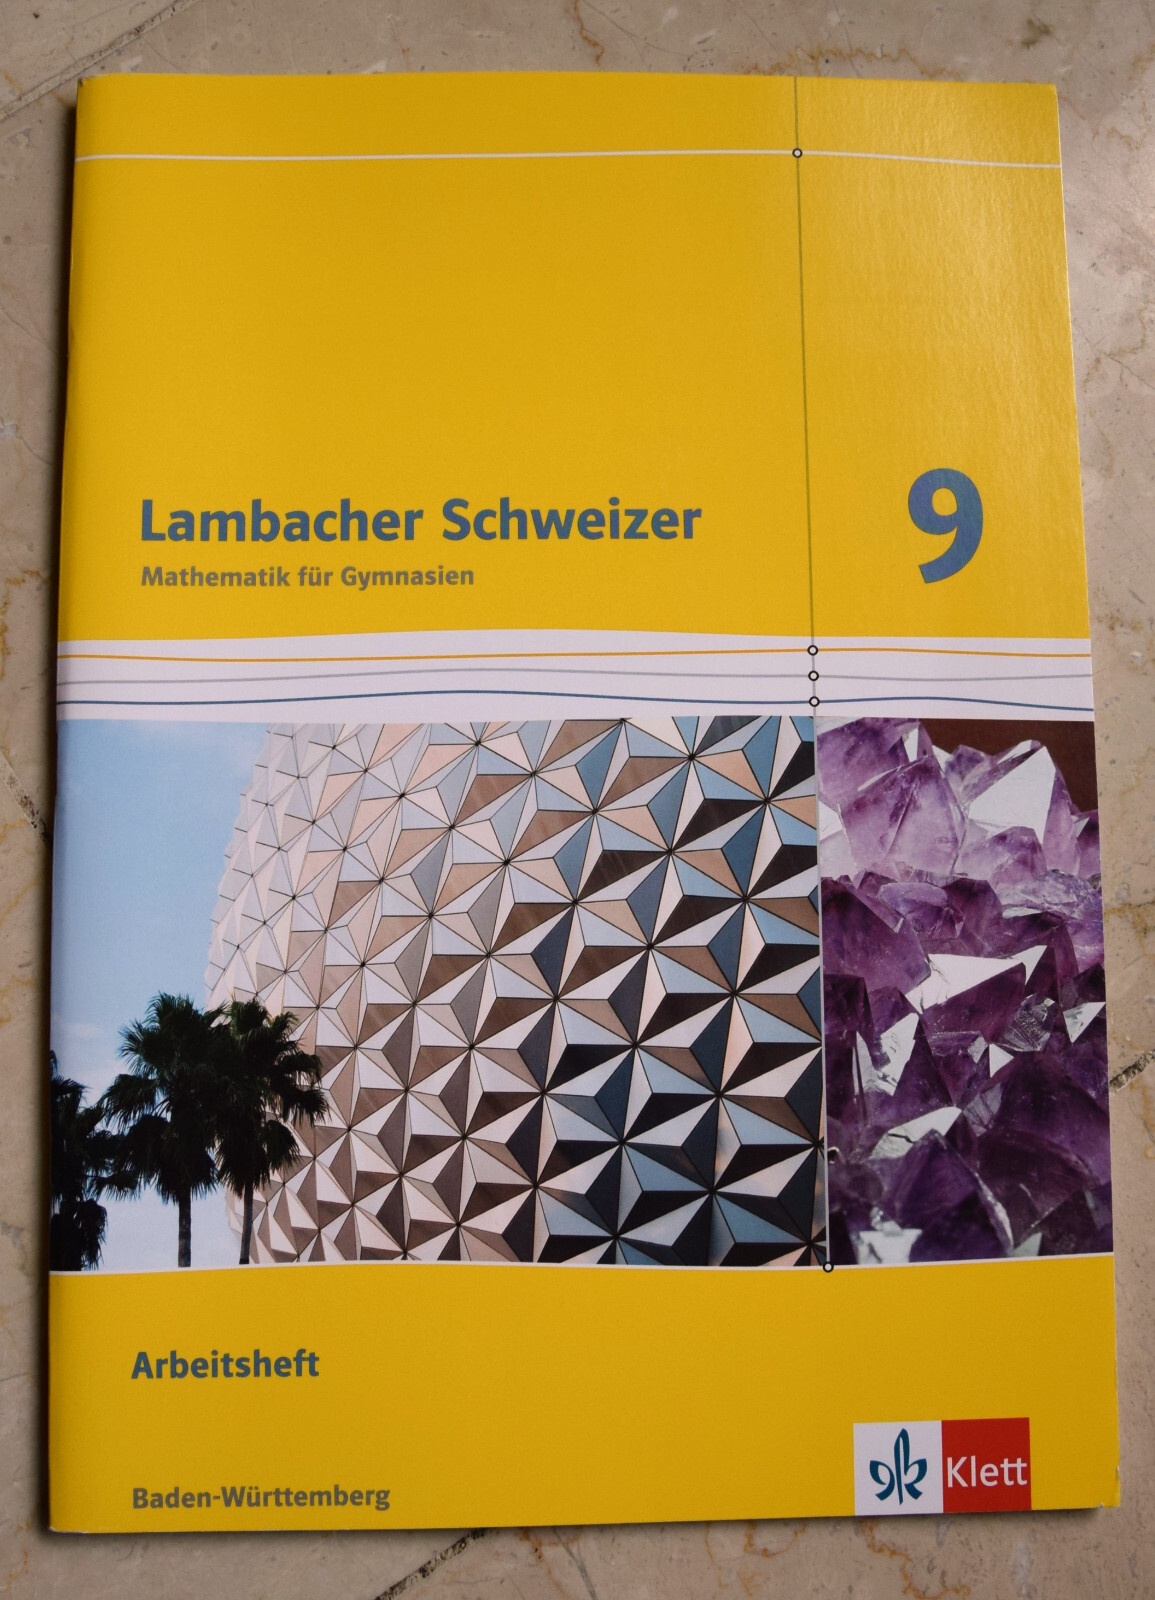 Lambacher Schweizer
9
Mathematik für Gymnasien
Arbeitsheft
Baden-Württemberg
Klett